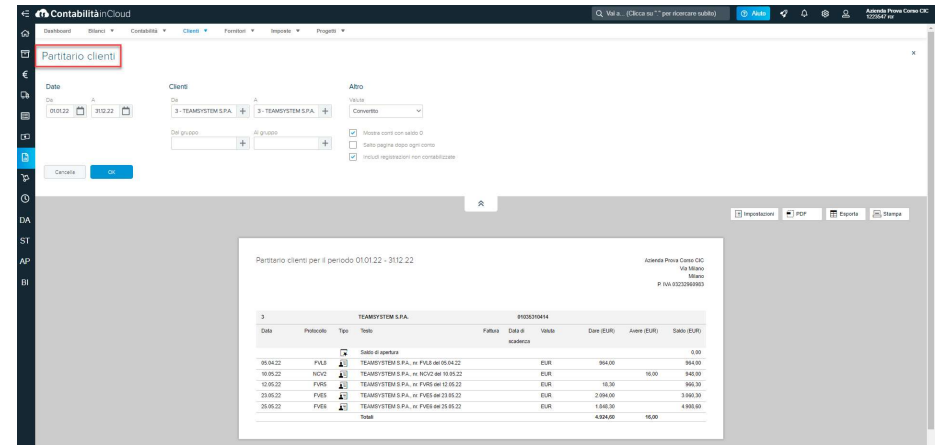 ContabilitàinCloud
Vai a... (Clicca su "." per ricercare subito)
Aiuto
Azienda Prova Corso CIC
1223547 nz
Dashboard Bilanci Contabilità Clienti Fornitori Imposte Progetti
Partitario clienti
x
Date Clienti Altro
Da A Da A Valute
01.01.22 31.12.22 3 - TEAMSYSTEM S.P.A. 3 - TEAMSYSTEM S.P.A. Convertito
Dal gruppo Al gruppo
Mostra conti con saldo 0
Salto pagina dopo ogni conto
Includi registrazioni non contabilizzate
Cancella OK
DA
ST
AP
BI
Impostazioni PDF Esporta Stampa
Partitario clienti per il periodo 01.01.22 - 31.12.22
Azienda Prova Corso CIC
Via Milano
Milano
P. IVA 03232960983
3 TEAMSYSTEM S.P.A. 01035310414
Data Protocollo Tipo Testo Fattura Data di scadenza Valuta Dare (EUR) Avere (EUR) Saldo (EUR)
Saldo di apertura 0,00
05.04.22 FVL8 TEAMSYSTEM S.P.A., nr. FVL8 del 05.04.22 EUR 964,00 964,00
10.05.22 NCV2 TEAMSYSTEM S.P.A., nr. NCV2 del 10.05.22 EUR 16,00 948,00
12.05.22 FVR5 TEAMSYSTEM S.P.A., nr. FVR5 del 12.05.22 EUR 18,30 966,30
23.05.22 FVE5 TEAMSYSTEM S.P.A., nr. FVE5 del 23.05.22 EUR 2.094,00 3.060,30
25.05.22 FVE6 TEAMSYSTEM S.P.A., nr. FVE6 del 25.05.22 EUR 1.848,30 4.908,60
Totali 4.924,60 16,00